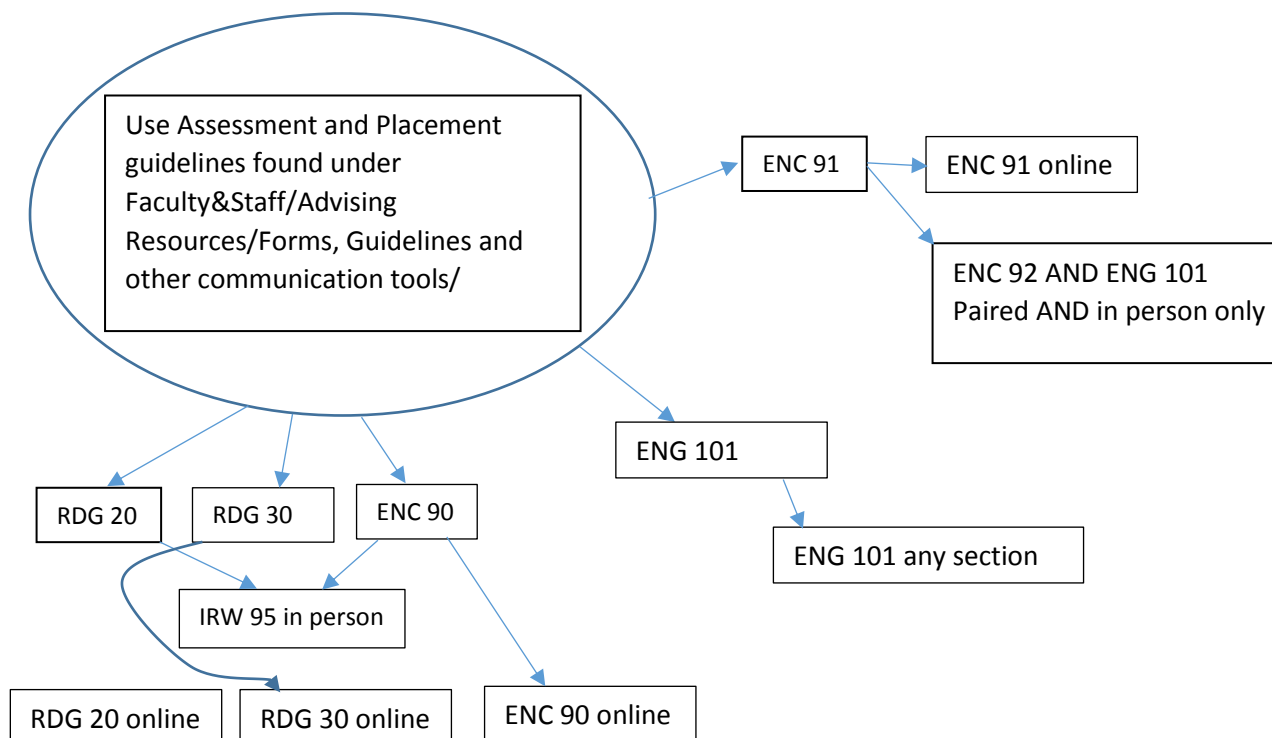 Use Assessment and Placement
guidelines found under
Faculty&Staff/Advising
Resources/Forms, Guidelines and
other communication tools/
ENC 91
ENC 91 online
ENC 92 AND ENG 101
Paired AND in person only
ENG 101
ENG 101 any section
RDG 20
RDG 30
ENC 90
IRW 95 in person
RDG 20 online
RDG 30 online
ENC 90 online